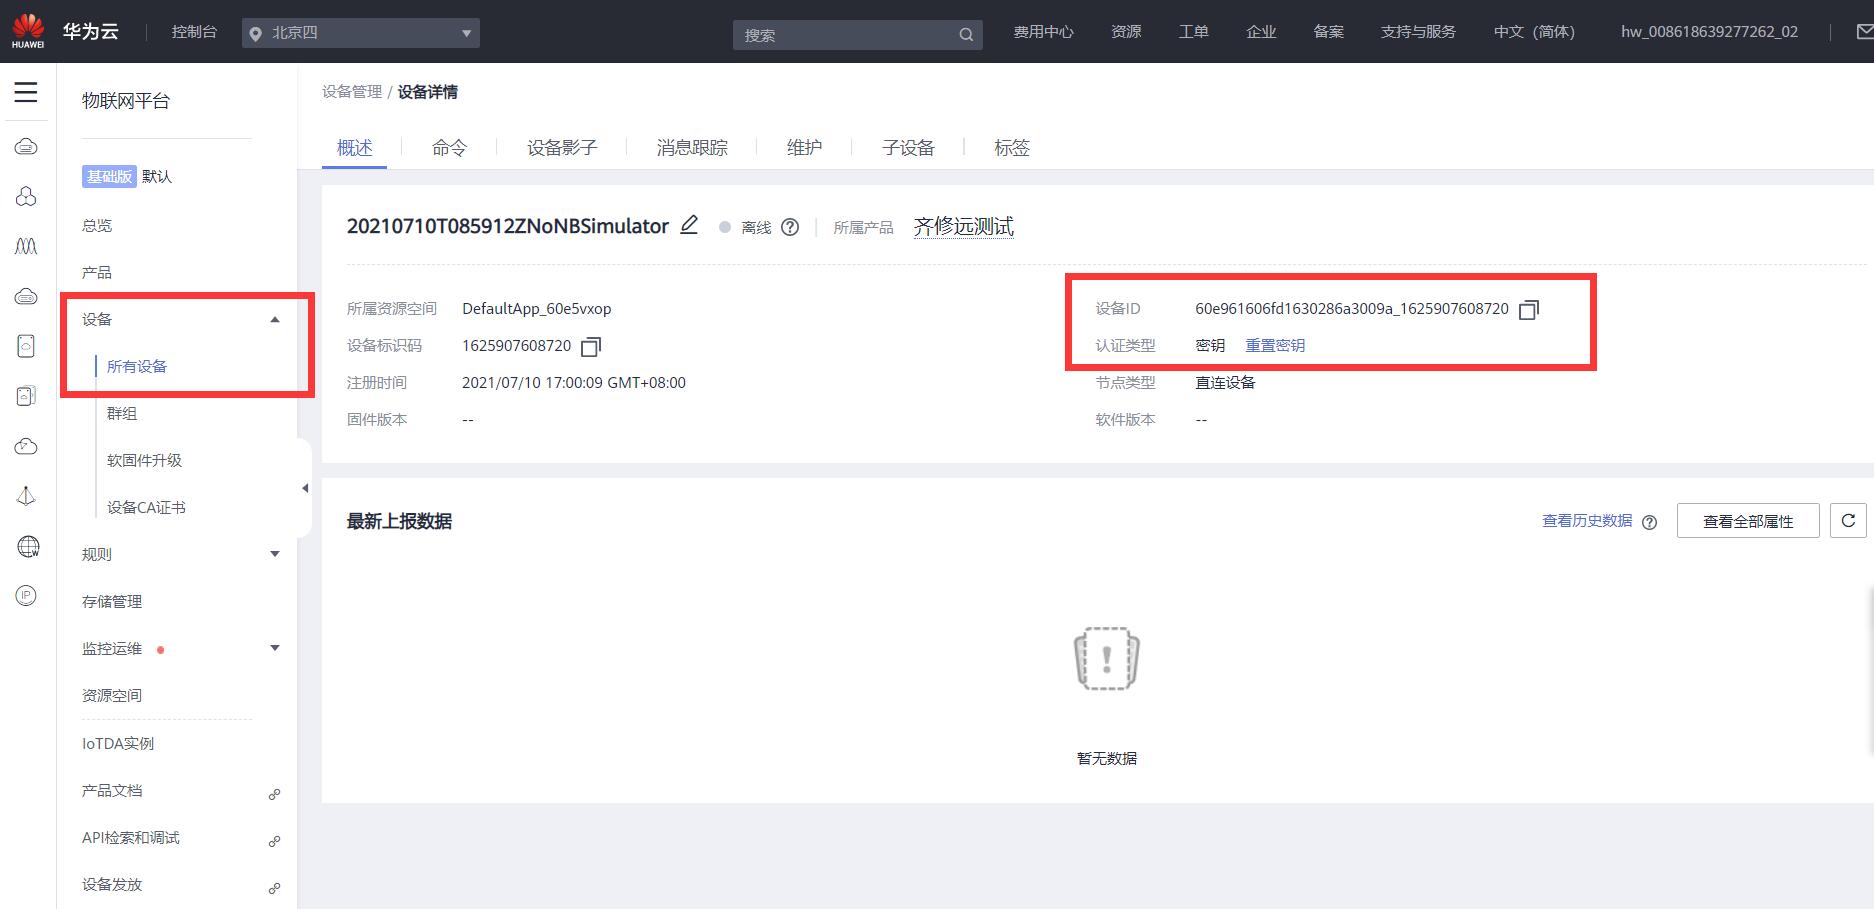 HUAWEI
华为云
控制台
北京四
搜索
费用中心
资源
工单
企业
备案
支持与服务
中文 (简体)
hw_008618639277262_02
物联网平台
基础版 默认
总览
产品
设备
所有设备
群组
软固件升级
设备CA证书
规则
存储管理
监控运维
资源空间
IoTDA实例
产品文档
API检索和调试
设备发放
IP
设备管理 / 设备详情
概述
命令
设备影子
消息跟踪
维护
子设备
标签
20210710T085912ZNoNBSimulator
离线
所属产品 齐修远测试
所属资源空间 DefaultApp_60e5vxop
设备ID 60e961606fd1630286a3009a_1625907608720
设备标识码 1625907608720
认证类型 密钥 重置密钥
注册时间 2021/07/10 17:00:09 GMT+08:00
节点类型 直连设备
固件版本 --
软件版本 --
最新上报数据
查看历史数据
查看全部属性
暂无数据